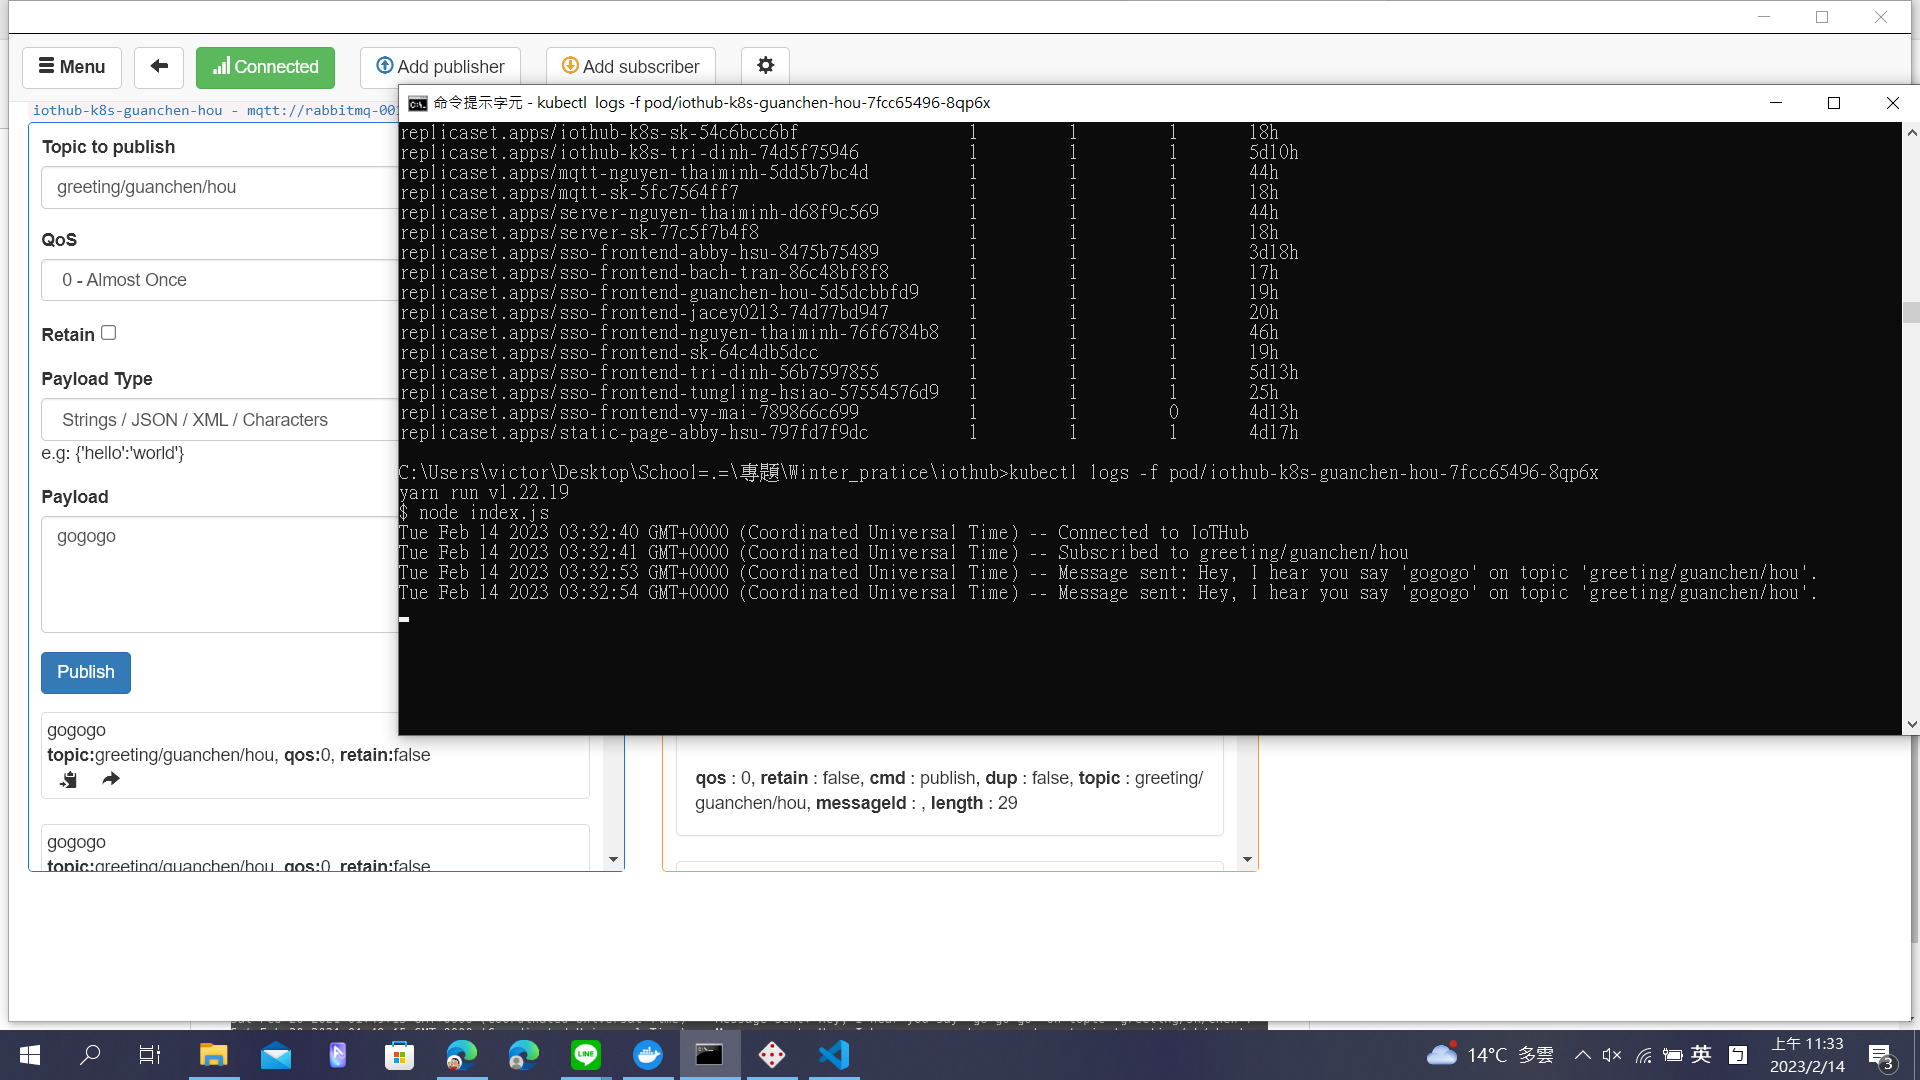 Menu
Connected
Add publisher
Add subscriber
iothub-k8s-guanchen-hou - mqtt://rabbitmq-001
Topic to publish
greeting/guanchen/hou
QoS
0 - Almost Once
Retain
Payload Type
Strings / JSON / XML / Characters
e.g: {'hello':'world'}
Payload
gogogo
Publish
gogogo
topic:greeting/guanchen/hou, qos:0, retain:false
gogogo
topic:greeting/guanchen/hou, qos:0, retain:false
命令提示字元 - kubectl  logs -f pod/iothub-k8s-guanchen-hou-7fcc65496-8qp6x
replicaset.apps/iothub-k8s-sk-54c6bcc6bf 1 1 1 18h
replicaset.apps/iothub-k8s-tri-dinh-74d5f75946 1 1 1 5d10h
replicaset.apps/mqtt-nguyen-thaiminh-5dd5b7bc4d 1 1 1 44h
replicaset.apps/mqtt-sk-5fc7564ff7 1 1 1 18h
replicaset.apps/server-nguyen-thaiminh-d68f9c569 1 1 1 44h
replicaset.apps/server-sk-77c5f7b4f8 1 1 1 18h
replicaset.apps/sso-frontend-abby-hsu-8475b75489 1 1 1 3d18h
replicaset.apps/sso-frontend-bach-tran-86c48bf8f8 1 1 1 17h
replicaset.apps/sso-frontend-guanchen-hou-5d5dcbbfd9 1 1 1 19h
replicaset.apps/sso-frontend-jacey0213-74d77bd947 1 1 1 20h
replicaset.apps/sso-frontend-nguyen-thaiminh-76f6784b8 1 1 1 46h
replicaset.apps/sso-frontend-sk-64c4db5dcc 1 1 1 19h
replicaset.apps/sso-frontend-tri-dinh-56b7597855 1 1 1 5d13h
replicaset.apps/sso-frontend-tungling-hsiao-57554576d9 1 1 1 25h
replicaset.apps/sso-frontend-vy-mai-789866c699 1 1 0 4d13h
replicaset.apps/static-page-abby-hsu-797fd7f9dc 1 1 1 4d17h
C:\Users\victor\Desktop\School=.=\專題\Winter_pratice\iothub>kubectl logs -f pod/iothub-k8s-guanchen-hou-7fcc65496-8qp6x
yarn run v1.22.19
$ node index.js
Tue Feb 14 2023 03:32:40 GMT+0000 (Coordinated Universal Time) -- Connected to IoTHub
Tue Feb 14 2023 03:32:41 GMT+0000 (Coordinated Universal Time) -- Subscribed to greeting/guanchen/hou
Tue Feb 14 2023 03:32:53 GMT+0000 (Coordinated Universal Time) -- Message sent: Hey, I hear you say 'gogogo' on topic 'greeting/guanchen/hou'.
Tue Feb 14 2023 03:32:54 GMT+0000 (Coordinated Universal Time) -- Message sent: Hey, I hear you say 'gogogo' on topic 'greeting/guanchen/hou'.
qos : 0, retain : false, cmd : publish, dup : false, topic : greeting/
guanchen/hou, messageId : , length : 29
LINE
14°C 多雲
英
上午 11:33
2023/2/14
3